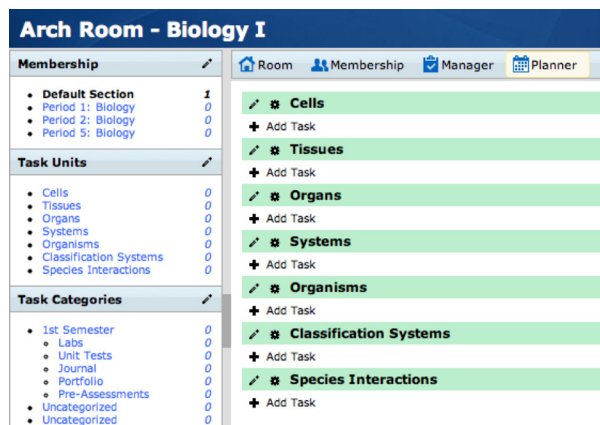 Arch Room - Biology I
Membership
Default Section 1
Period 1: Biology 0
Period 2: Biology 0
Period 5: Biology 0
Task Units
Cells 0
Tissues 0
Organs 0
Systems 0
Organisms 0
Classification Systems 0
Species Interactions 0
Task Categories
1st Semester 0
Labs 0
Unit Tests 0
Journal 0
Portfolio 0
Pre-Assessments 0
Uncategorized 0
Uncategorized 0
Room Membership Manager Planner
Cells
Add Task
Tissues
Add Task
Organs
Add Task
Systems
Add Task
Organisms
Add Task
Classification Systems
Add Task
Species Interactions
Add Task